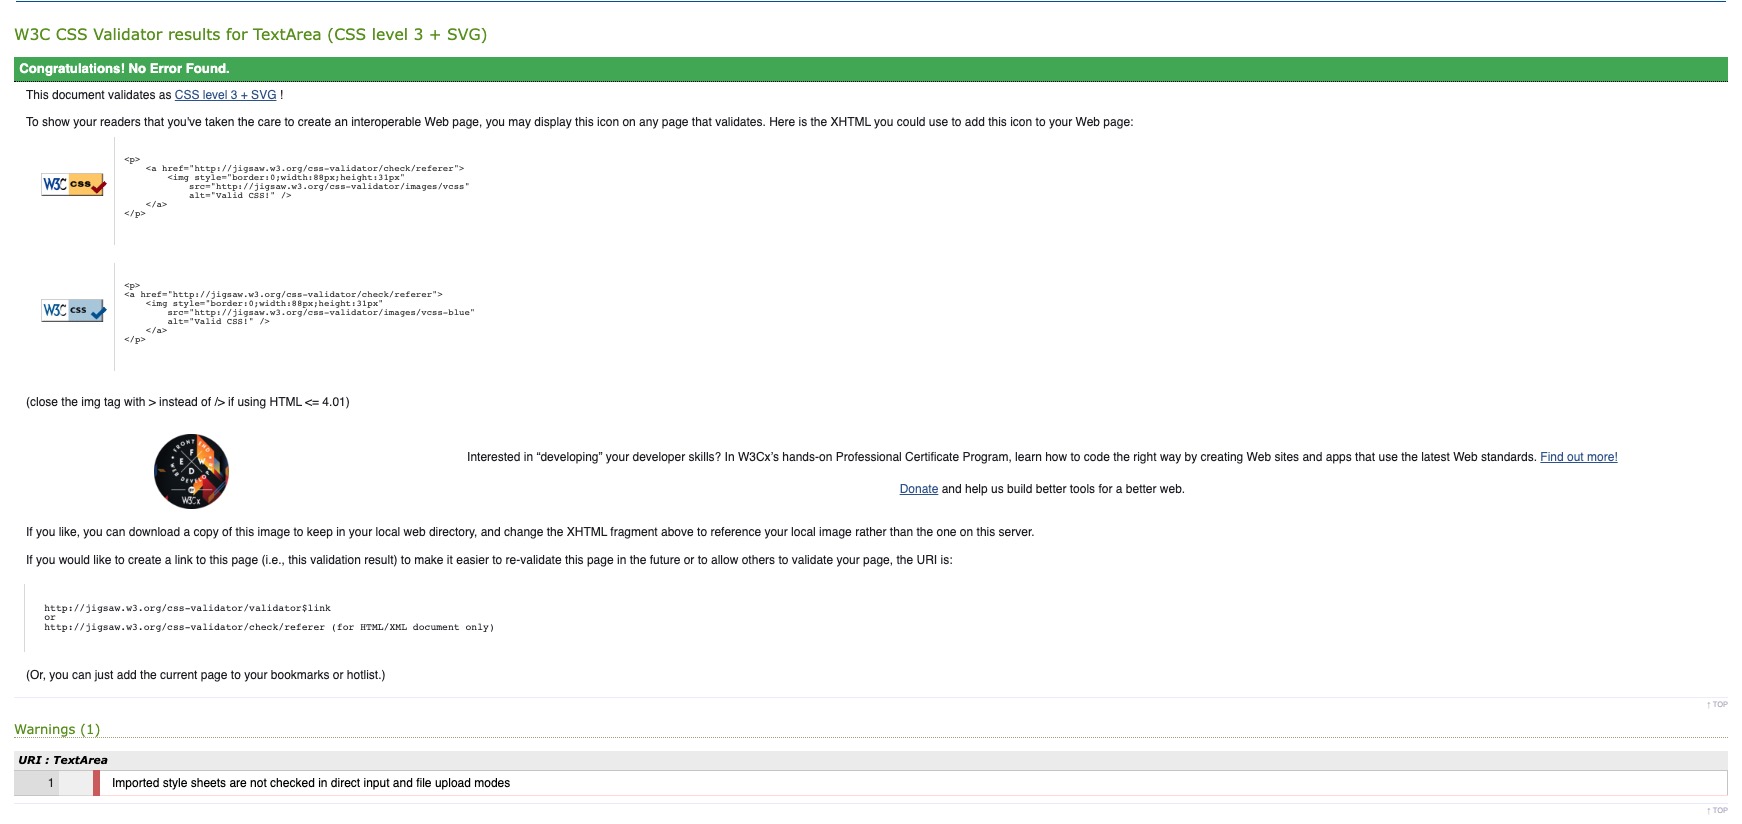 W3C CSS Validator results for TextArea (CSS level 3 + SVG)
Congratulations! No Error Found.
This document validates as CSS level 3 + SVG !
To show your readers that you've taken the care to create an interoperable Web page, you may display this icon on any page that validates. Here is the XHTML you could use to add this icon to your Web page:
W3C css
<p>
<a href="http://jigsaw.w3.org/css-validator/check/referer">
<img style="border:0;width:88px;height:31px"
src="http://jigsaw.w3.org/css-validator/images/vcss"
alt="Valid CSS!" />
</a>
</p>
W3C css
<p>
<a href="http://jigsaw.w3.org/css-validator/check/referer">
<img style="border:0;width:88px;height:31px"
src="http://jigsaw.w3.org/css-validator/images/vcss-blue"
alt="Valid CSS!" />
</a>
</p>
(close the img tag with > instead of /> if using HTML <= 4.01)
FRONT END
F E W D
WEB DEVELO
W3Cx
Interested in “developing” your developer skills? In W3Cx’s hands-on Professional Certificate Program, learn how to code the right way by creating Web sites and apps that use the latest Web standards. Find out more!
Donate and help us build better tools for a better web.
If you like, you can download a copy of this image to keep in your local web directory, and change the XHTML fragment above to reference your local image rather than the one on this server.
If you would like to create a link to this page (i.e., this validation result) to make it easier to re-validate this page in the future or to allow others to validate your page, the URI is:
http://jigsaw.w3.org/css-validator/validator$link
or
http://jigsaw.w3.org/css-validator/check/referer (for HTML/XML document only)
(Or, you can just add the current page to your bookmarks or hotlist.)
↑ TOP
Warnings (1)
URI : TextArea
1 Imported style sheets are not checked in direct input and file upload modes
↑ TOP